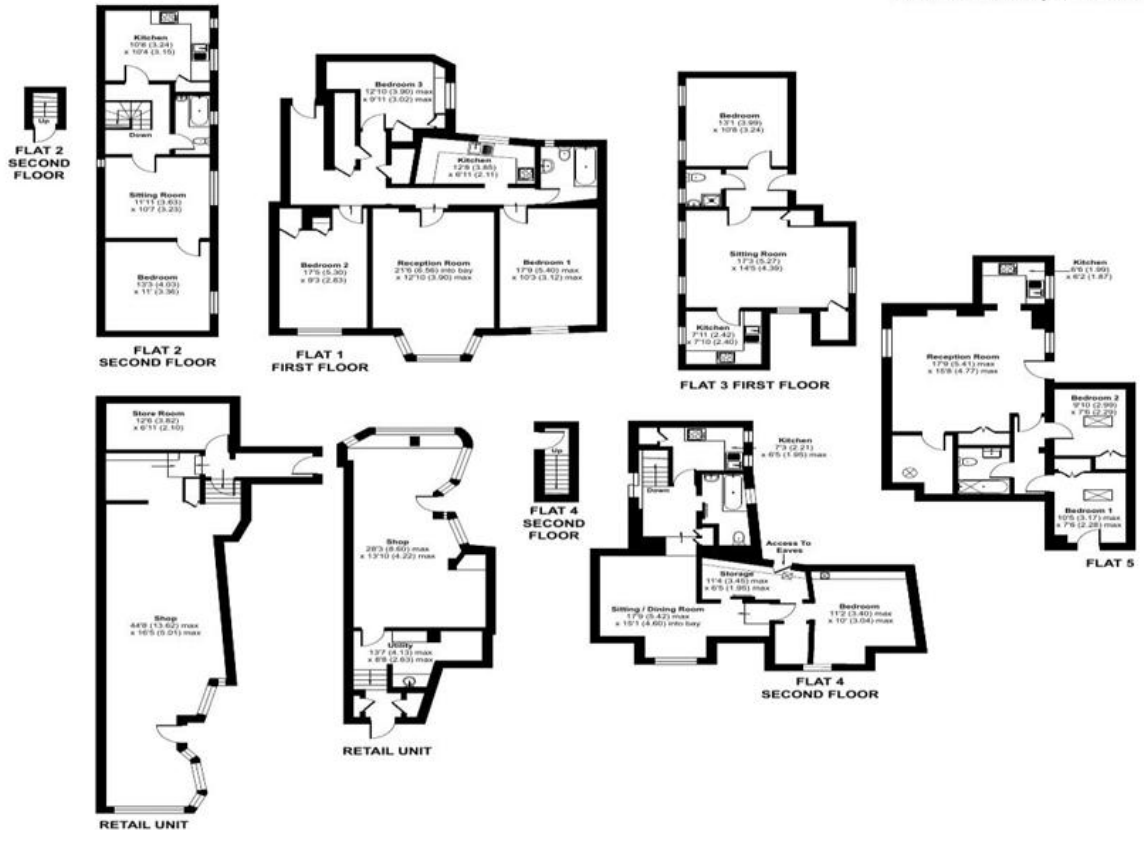 Kitchen
10'8 (3.24)
x 10'4 (3.15)
Up
FLAT 2
SECOND
FLOOR
Down
Sitting Room
11'11 (3.63)
x 10'7 (3.23)
Bedroom
13'3 (4.03)
x 11' (3.36)
FLAT 2
SECOND FLOOR
Bedroom 3
12'10 (3.90) max
x 9'11 (3.02) max
Kitchen
12'8 (3.85)
x 6'11 (2.11)
Bedroom 2
17'5 (5.30)
x 9'3 (2.83)
Reception Room
21'6 (6.56) into bay
x 12'10 (3.90) max
Bedroom 1
17'9 (5.40) max
x 10'3 (3.12) max
FLAT 1
FIRST FLOOR
Bedroom
13'1 (3.99)
x 10'8 (3.24)
Sitting Room
17'3 (5.27)
x 14'5 (4.39)
Kitchen
7'11 (2.42)
x 7'10 (2.40)
FLAT 3 FIRST FLOOR
Kitchen
6'6 (1.99)
x 6'2 (1.87)
Reception Room
17'9 (5.41) max
x 15'8 (4.77) max
Bedroom 2
9'10 (2.99)
x 7'6 (2.29)
Bedroom 1
10'5 (3.17) max
x 7'6 (2.28) max
FLAT 5
Store Room
12'6 (3.82)
x 6'11 (2.10)
Shop
44'8 (13.62) max
x 16'5 (5.01) max
RETAIL UNIT
Shop
28'3 (8.60) max
x 13'10 (4.22) max
Utility
13'7 (4.13) max
x 8'8 (2.63) max
RETAIL UNIT
Up
FLAT 4
SECOND
FLOOR
Kitchen
7'3 (2.21)
x 6'5 (1.95) max
Down
Access To
Eaves
Storage
11'4 (3.45) max
x 6'5 (1.95) max
Sitting / Dining Room
17'9 (5.42) max
x 15'1 (4.60) into bay
Bedroom
11'2 (3.40) max
x 10' (3.04) max
FLAT 4
SECOND FLOOR